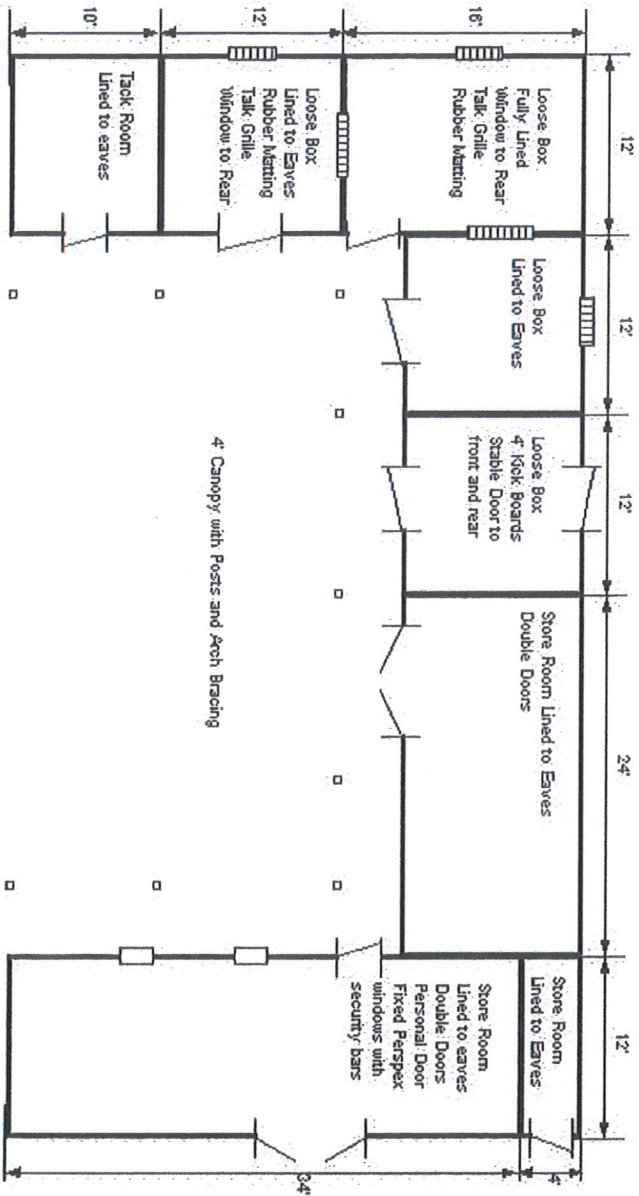 12'
12'
12'
24'
12'
16'
12'
10'
34'
4'
Loose Box
Fully Lined
Window to Rear
Talk Grille
Rubber Matting
Loose Box
Lined to Eaves
Rubber Matting
Talk Grille
Window to Rear
Tack Room
Lined to eaves
Loose Box
Lined to Eaves
Loose Box
4' Kick Boards
Stable Door to
front and rear
Store Room Lined to Eaves
Double Doors
Store Room
Lined to Eaves
Store Room
Lined to eaves
Double Doors
Personal Door
Fixed Perspex
windows with
security bars
4' Canopy with Posts and Arch Bracing